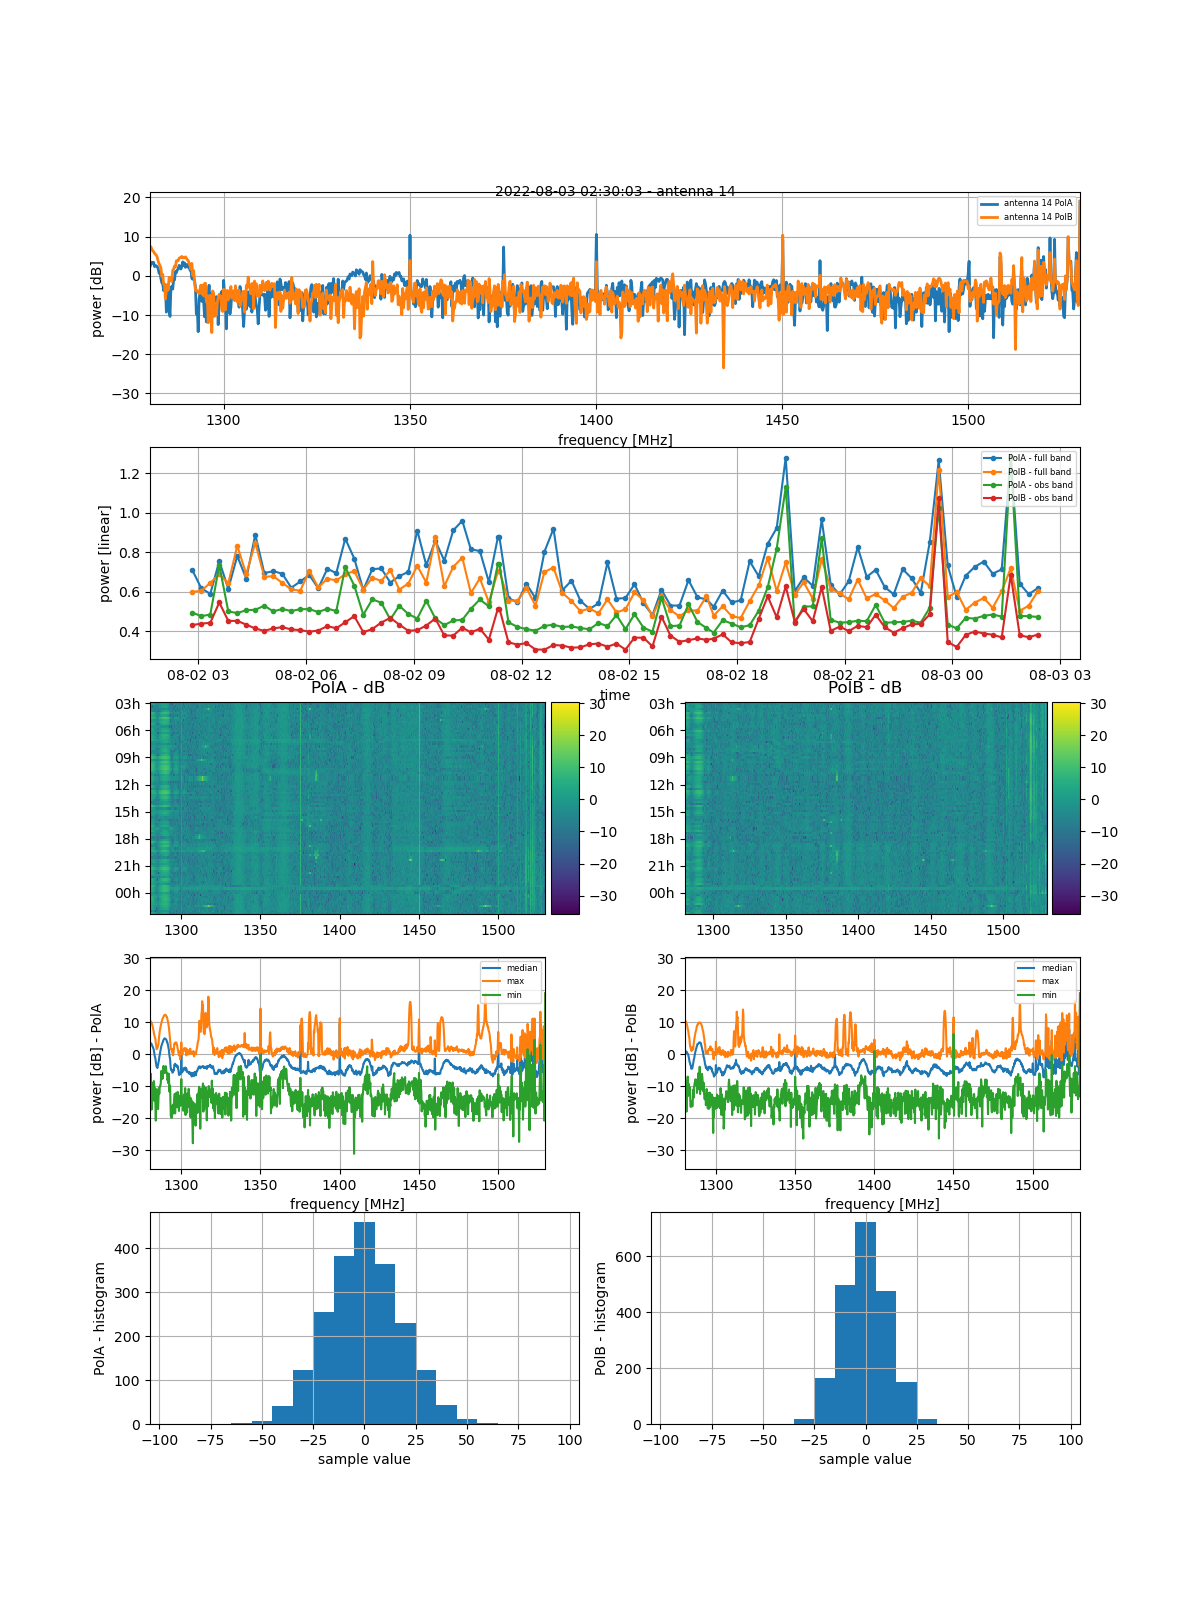 2022-08-03 02:30:03 - antenna 14
20
10
0
−10
−20
−30
power [dB]
antenna 14 PolA
antenna 14 PolB
1300 1350 1400 1450 1500
frequency [MHz]
1.2
1.0
0.8
0.6
0.4
power [linear]
PolA - full band
PolB - full band
PolA - obs band
PolB - obs band
08-02 03 08-02 06 08-02 09 08-02 12 08-02 15 08-02 18 08-02 21 08-03 00 08-03 03
time
PolA - dB
03h
06h
09h
12h
15h
18h
21h
00h
1300 1350 1400 1450 1500
30
20
10
0
−10
−20
−30
PolB - dB
03h
06h
09h
12h
15h
18h
21h
00h
1300 1350 1400 1450 1500
30
20
10
0
−10
−20
−30
30
20
10
0
−10
−20
−30
power [dB] - PolA
median
max
min
1300 1350 1400 1450 1500
frequency [MHz]
30
20
10
0
−10
−20
−30
power [dB] - PolB
median
max
min
1300 1350 1400 1450 1500
frequency [MHz]
400
300
200
100
0
PolA - histogram
−100 −75 −50 −25 0 25 50 75 100
sample value
600
400
200
0
PolB - histogram
−100 −75 −50 −25 0 25 50 75 100
sample value